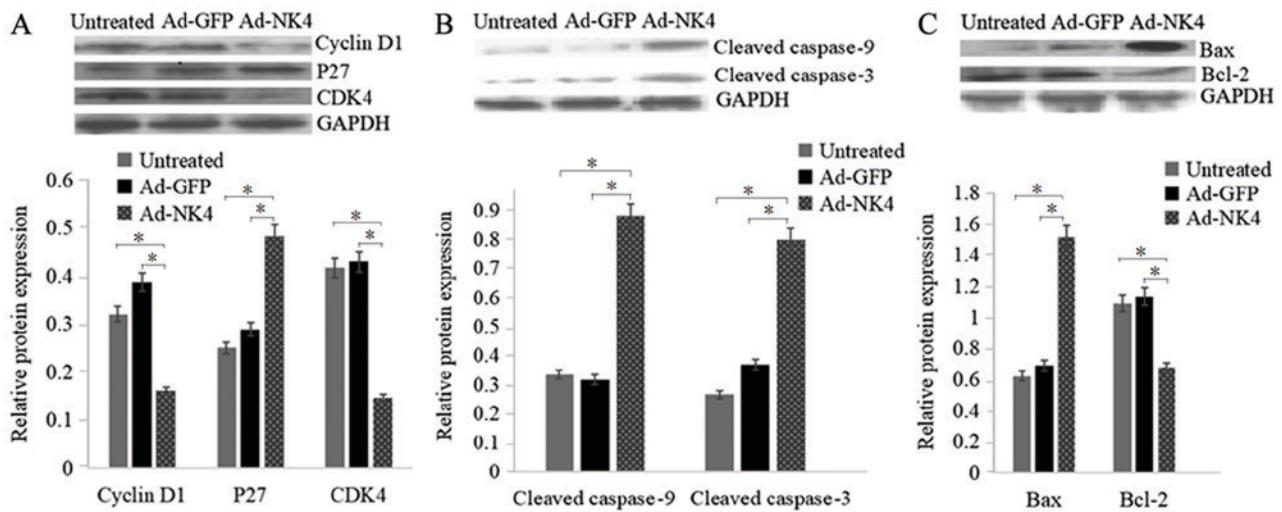 A
Untreated Ad-GFP Ad-NK4
Cyclin D1
P27
CDK4
GAPDH
Untreated
Ad-GFP
Ad-NK4
Relative protein expression
0.6
0.5
0.4
0.3
0.2
0.1
0
* * * * * *
Cyclin D1 P27 CDK4
B
Untreated Ad-GFP Ad-NK4
Cleaved caspase-9
Cleaved caspase-3
GAPDH
Untreated
Ad-GFP
Ad-NK4
Relative protein expression
0.9
0.8
0.7
0.6
0.5
0.4
0.3
0.2
0.1
0
* * * *
Cleaved caspase-9 Cleaved caspase-3
C
Untreated Ad-GFP Ad-NK4
Bax
Bcl-2
GAPDH
Untreated
Ad-GFP
Ad-NK4
Relative protein expression
1.8
1.6
1.4
1.2
1
0.8
0.6
0.4
0.2
0
* * * *
Bax Bcl-2